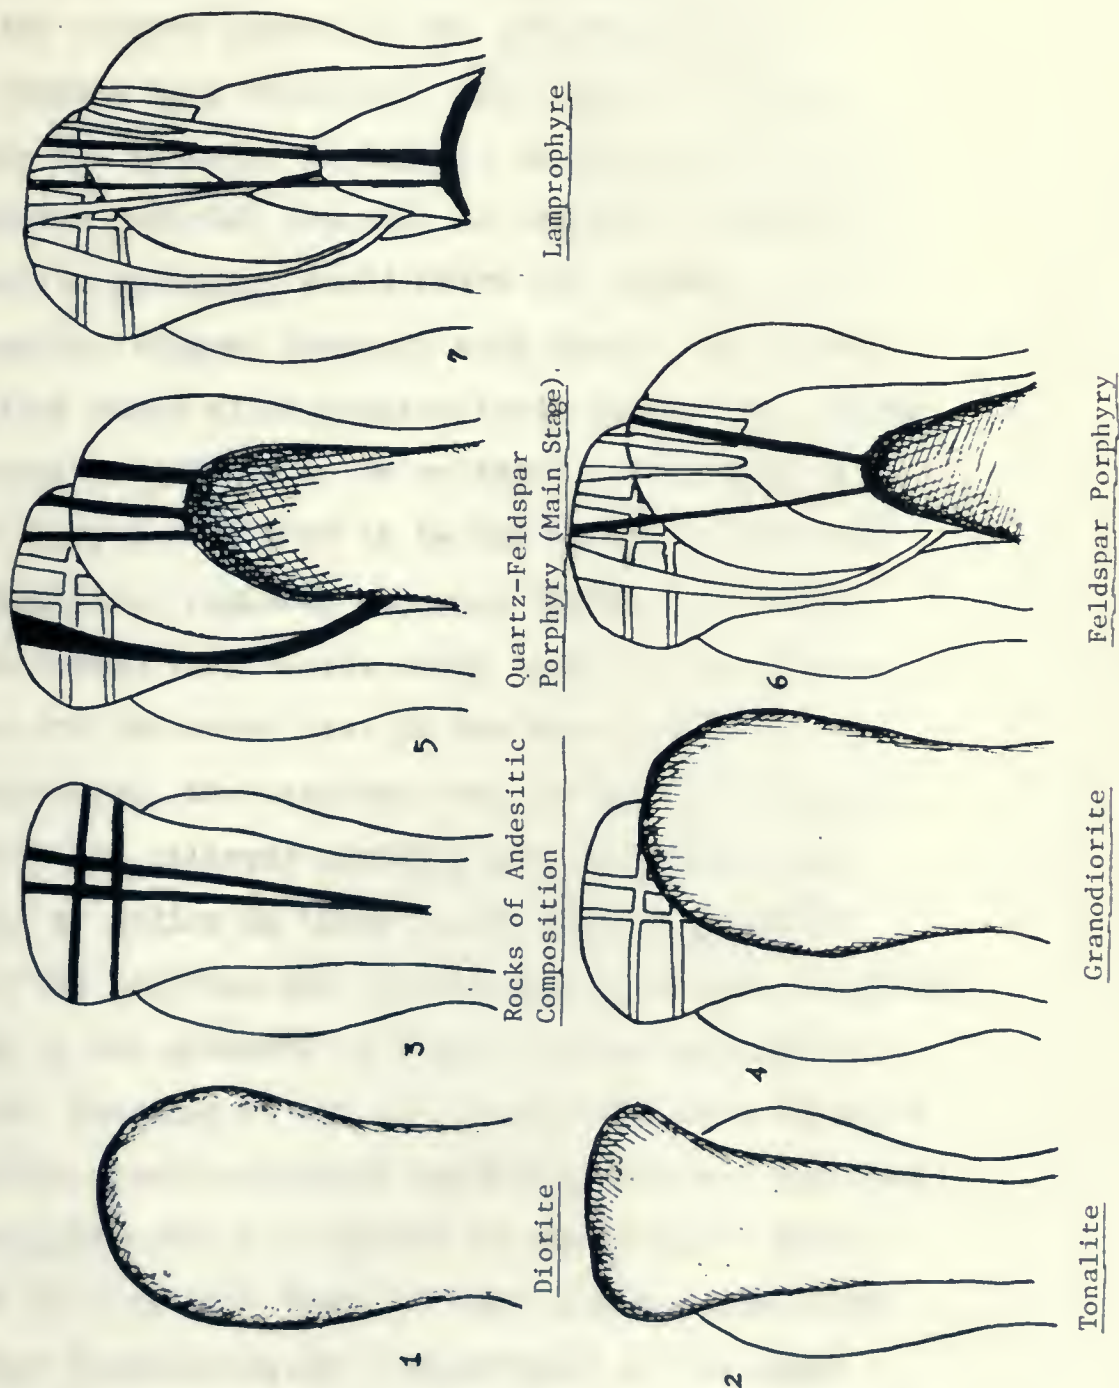 1
Diorite
2
Tonalite
3
Rocks of Andesitic
Composition
4
Granodiorite
5
Quartz-Feldspar
Porphyry (Main Stage).
6
Feldspar Porphyry
7
Lamprophyre